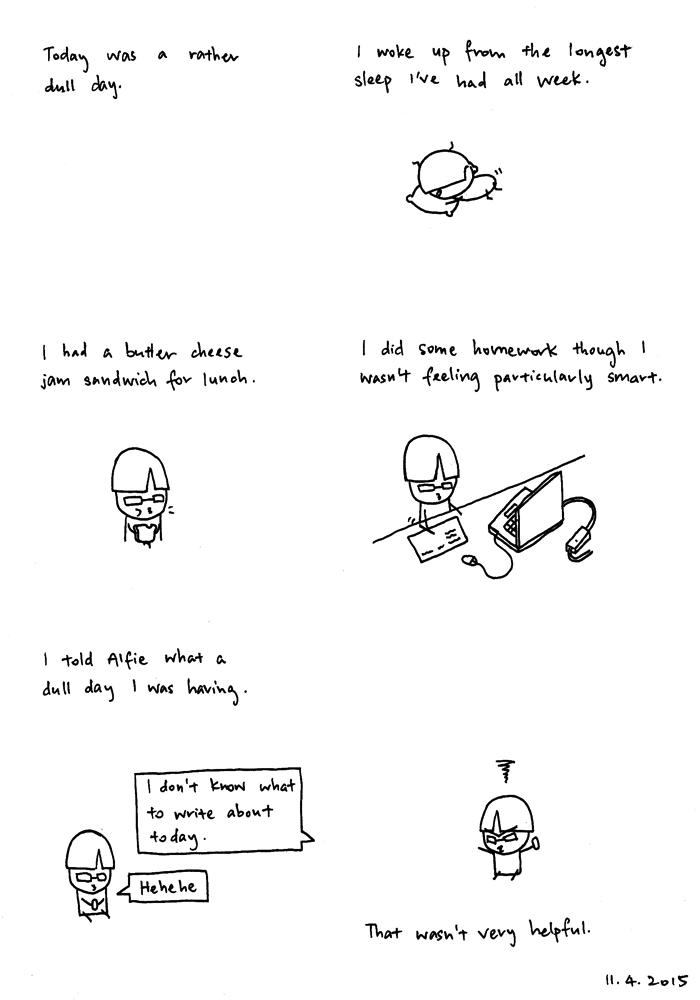 Today was a rather
dull day.
I woke up from the longest
sleep I've had all week.
I had a butter cheese
jam sandwich for lunch.
I did some homework though I
wasn't feeling particularly smart.
I told Alfie what a
dull day I was having.
I don't know what
to write about
today.
Hehehe
That wasn't very helpful.
11.4.2015